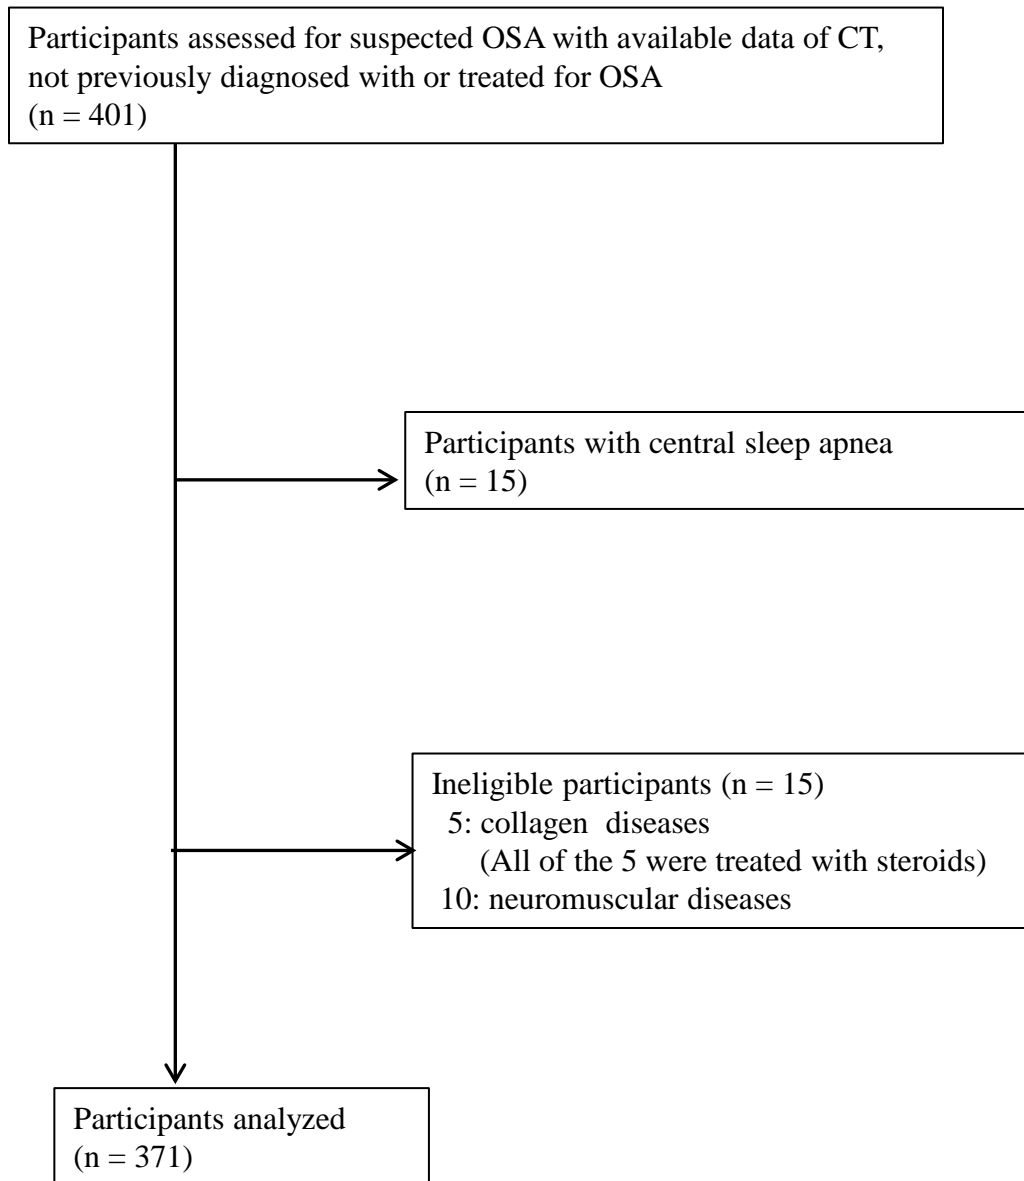 Participants assessed for suspected OSA with available data of CT,
not previously diagnosed with or treated for OSA
(n = 401)
Participants with central sleep apnea
(n = 15)
Ineligible participants (n = 15)
5: collagen  diseases
(All of the 5 were treated with steroids)
10: neuromuscular diseases
Participants analyzed
(n = 371)